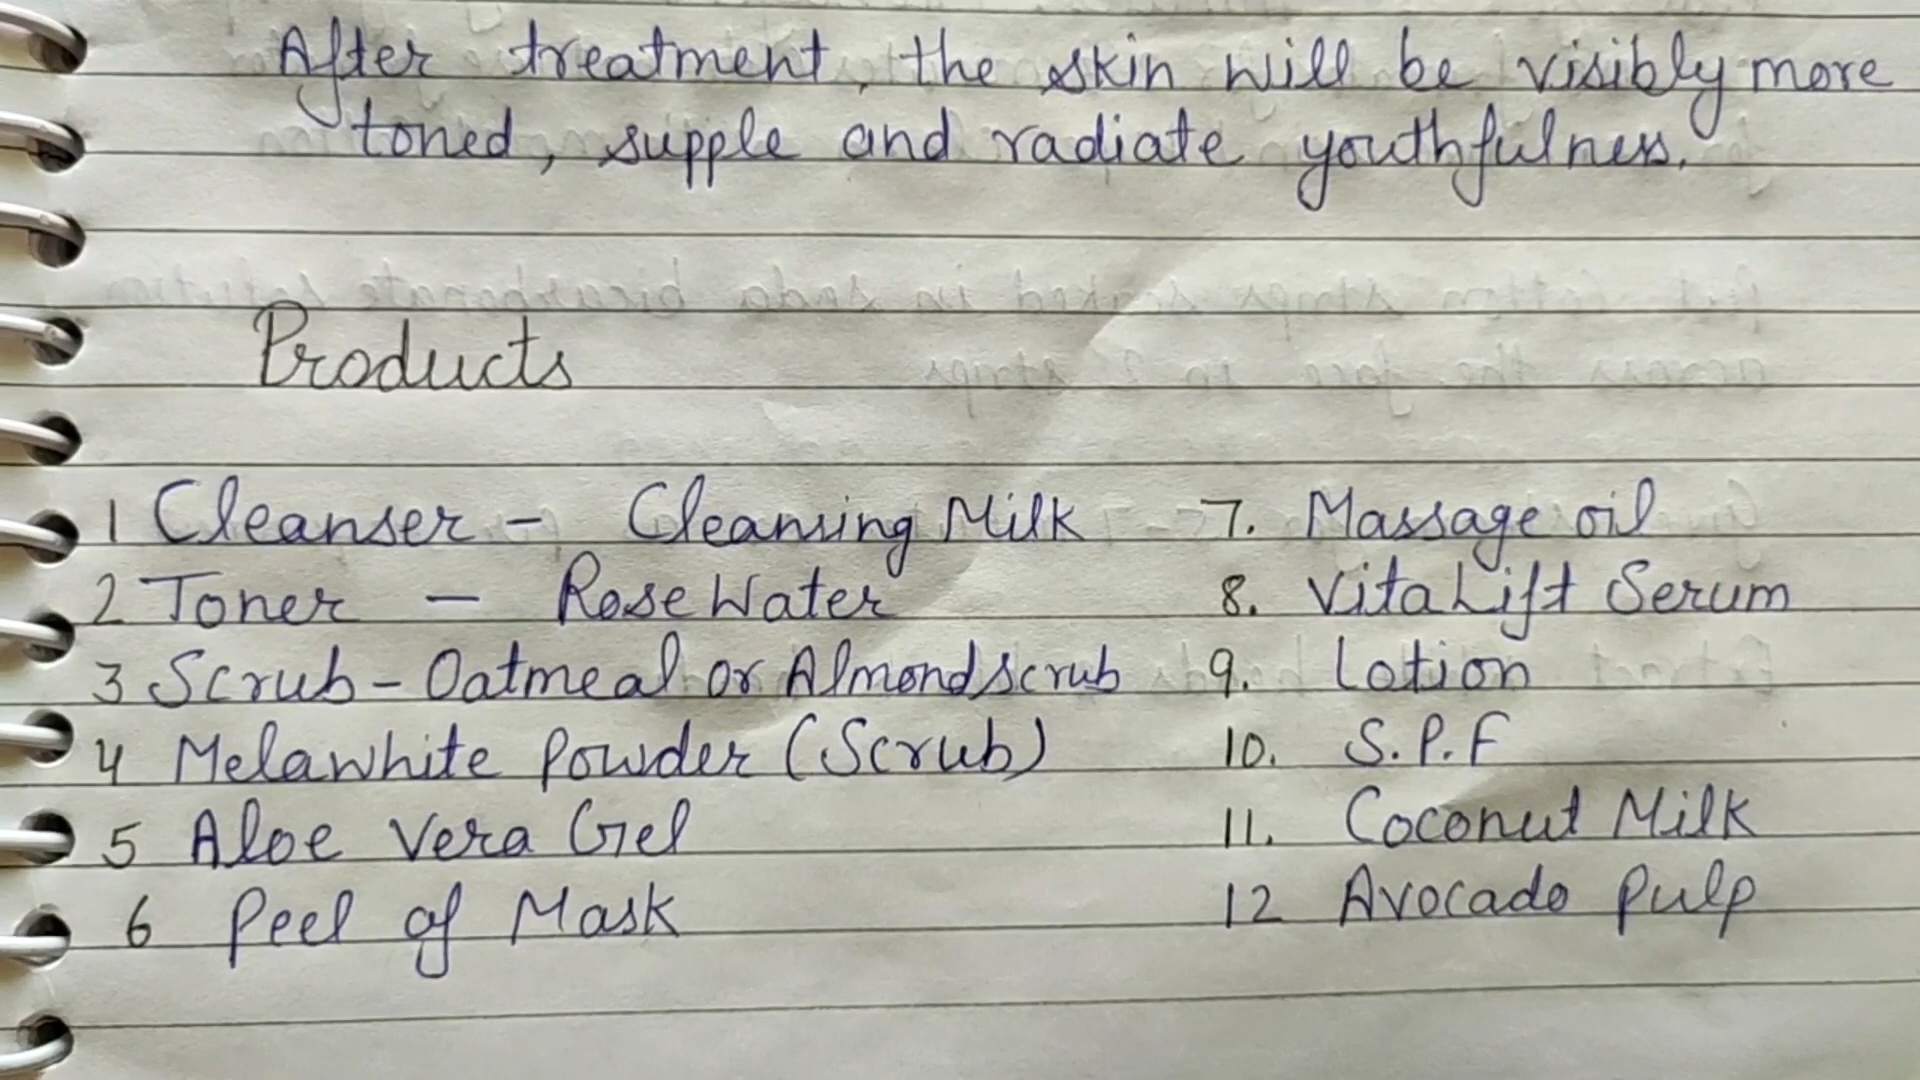 After treatment, the skin will be visibly more
toned, supple and radiate youthfulness.
Products
1 Cleanser - Cleansing Milk
2 Toner - Rose Water
3 Scrub - Oatmeal or Almond scrub
4 Melawhite Powder (Scrub)
5 Aloe Vera Gel
6 Peel of Mask
7. Massage oil
8. Vita Lift Serum
9. Lotion
10. S.P.F
11. Coconut Milk
12 Avocado Pulp